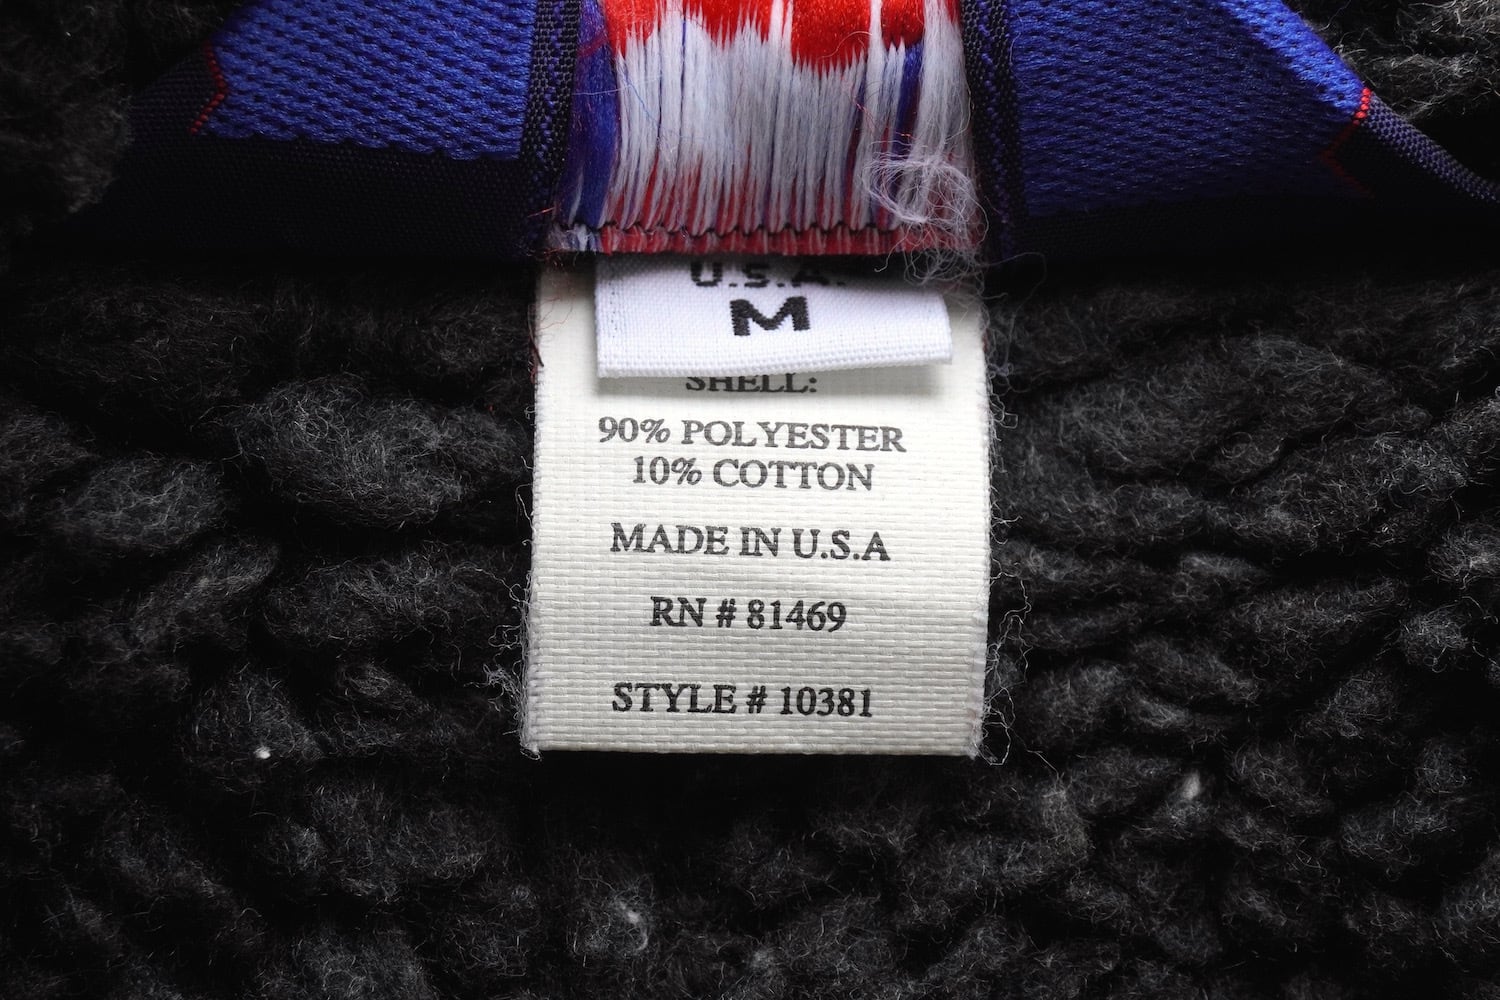 U.S.A.
M
SHELL:
90% POLYESTER
10% COTTON
MADE IN U.S.A
RN # 81469
STYLE # 10381